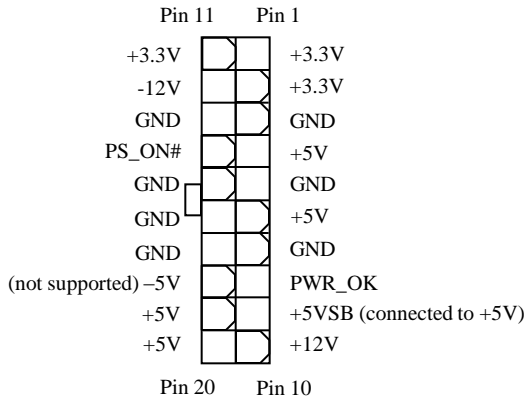 Pin 11 Pin 1
+3.3V +3.3V
-12V +3.3V
GND GND
PS_ON# +5V
GND GND
GND +5V
GND GND
(not supported) –5V PWR_OK
+5V +5VSB (connected to +5V)
+5V +12V
Pin 20 Pin 10